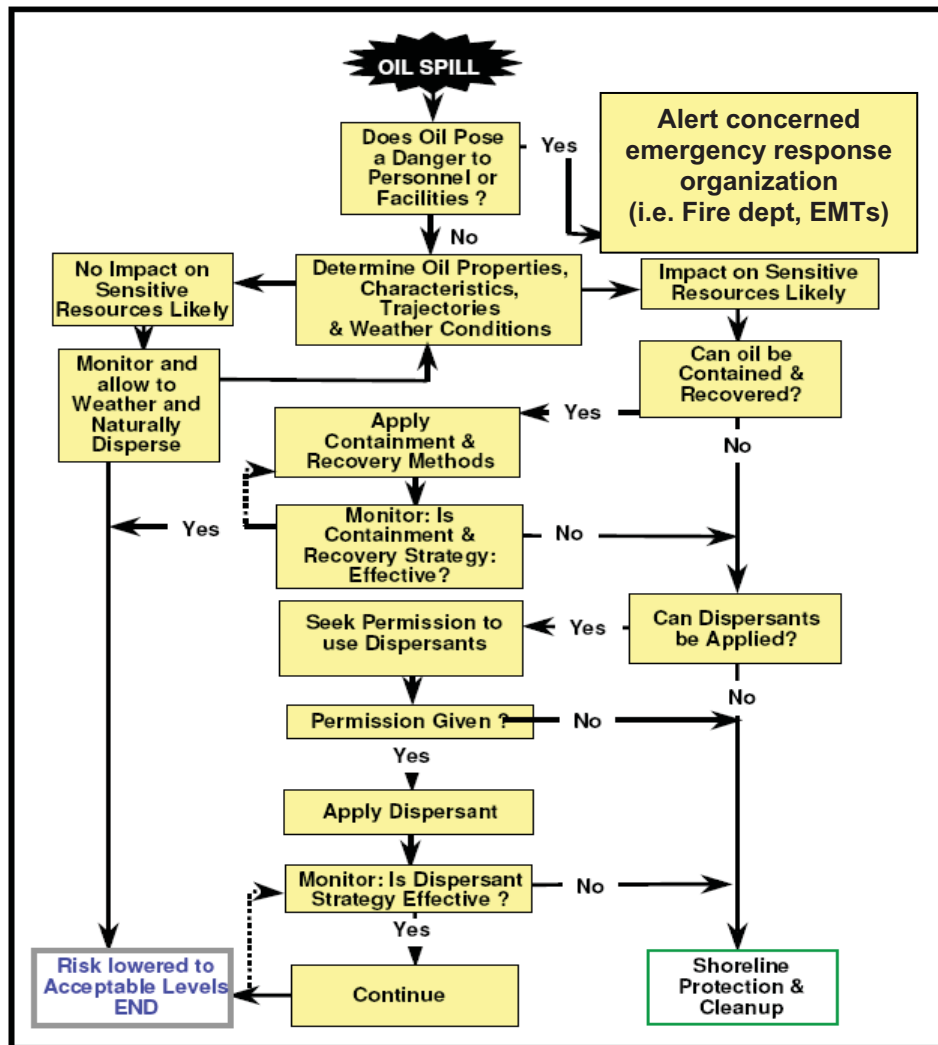 OIL SPILL
Does Oil Pose
a Danger to
Personnel or
Facilities ?
Yes
Alert concerned
emergency response
organization
(i.e. Fire dept, EMTs)
No
No Impact on
Sensitive
Resources Likely
Determine Oil Properties,
Characteristics,
Trajectories
& Weather Conditions
Impact on Sensitive
Resources Likely
Monitor and
allow to
Weather and
Naturally
Disperse
Can oil be
Contained &
Recovered?
Yes
No
Apply
Containment &
Recovery Methods
Yes
Monitor: Is
Containment &
Recovery Strategy:
Effective?
No
Seek Permission to
use Dispersants
Yes
Can Dispersants
be Applied?
No
Permission Given ?
No
Yes
Apply Dispersant
Monitor: Is Dispersant
Strategy Effective ?
No
Yes
Risk lowered to
Acceptable Levels
END
Continue
Shoreline
Protection &
Cleanup